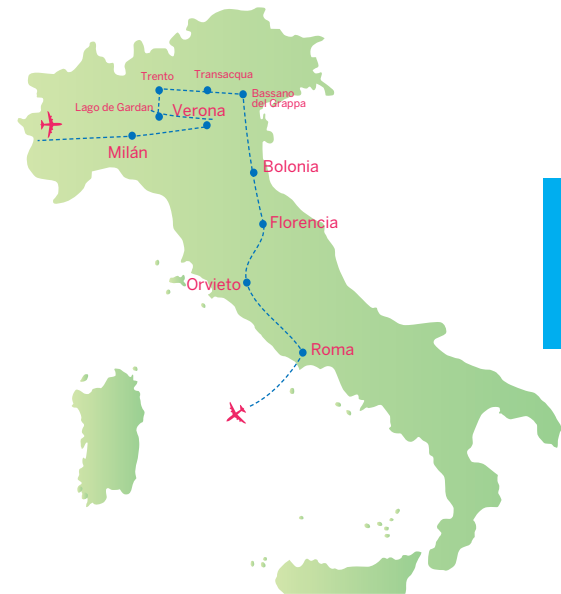 Trento
Transacqua
Bassano
del Grappa
Lago de Gardan
Verona
Milán
Bolonia
Florencia
Orvieto
Roma